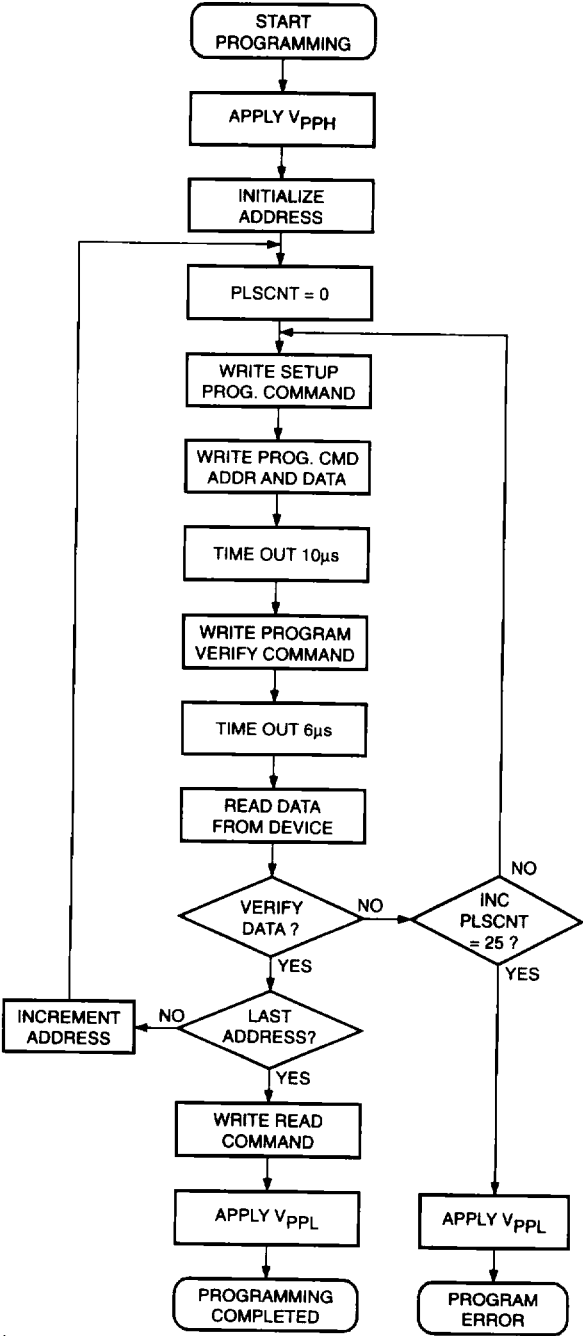 START
PROGRAMMING
APPLY VPPH
INITIALIZE
ADDRESS
PLSCNT = 0
WRITE SETUP
PROG. COMMAND
WRITE PROG. CMD
ADDR AND DATA
TIME OUT 10µs
WRITE PROGRAM
VERIFY COMMAND
TIME OUT 6µs
READ DATA
FROM DEVICE
VERIFY
DATA ?
NO
INC
PLSCNT
= 25 ?
NO
YES
YES
LAST
ADDRESS?
NO
INCREMENT
ADDRESS
YES
WRITE READ
COMMAND
APPLY VPPL
PROGRAMMING
COMPLETED
APPLY VPPL
PROGRAM
ERROR